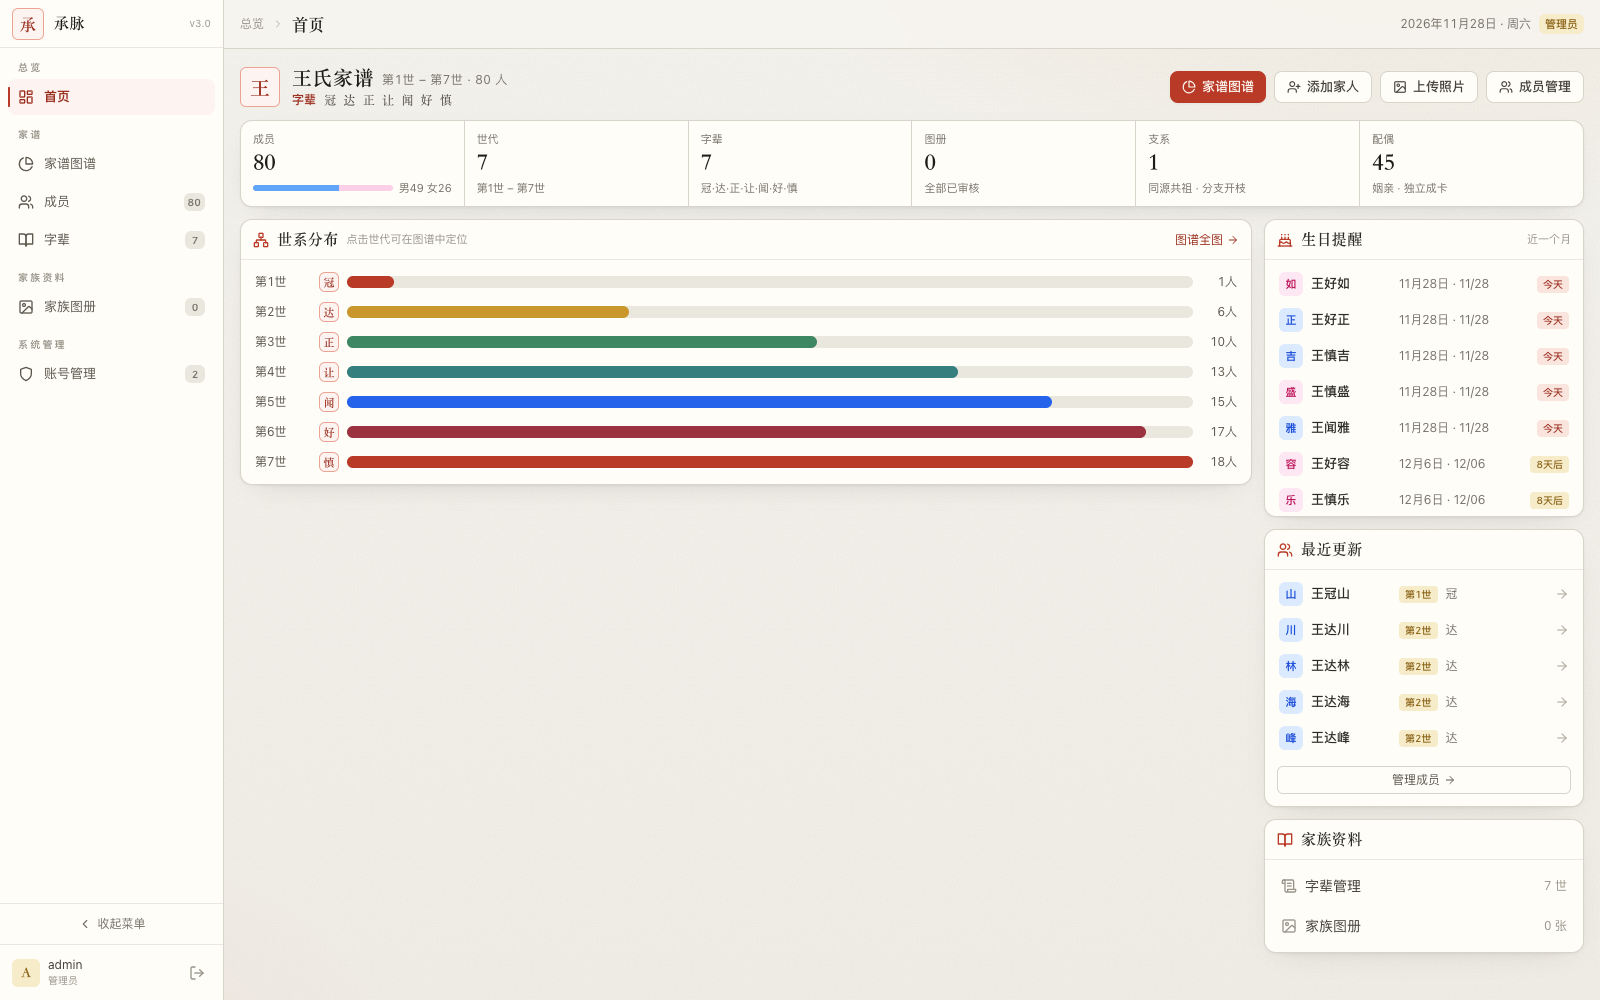 承 承脉 v3.0
总览
首页
家谱
家谱图谱
成员 80
字辈 7
家族资料
家族图册 0
系统管理
账号管理 2
收起菜单
A admin
管理员
总览 首页
2026年11月28日 · 周六 管理员
王 王氏家谱 第1世 – 第7世 · 80 人
字辈 冠 达 正 让 闻 好 慎
家谱图谱 添加家人 上传照片 成员管理
成员
80
男49 女26
世代
7
第1世 – 第7世
字辈
7
冠·达·正·让·闻·好·慎
图册
0
全部已审核
支系
1
同源共祖 · 分支开枝
配偶
45
姻亲 · 独立成卡
世系分布 点击世代可在图谱中定位 图谱全图
第1世 冠 1人
第2世 达 6人
第3世 正 10人
第4世 让 13人
第5世 闻 15人
第6世 好 17人
第7世 慎 18人
生日提醒 近一个月
如 王好如 11月28日 · 11/28 今天
正 王好正 11月28日 · 11/28 今天
吉 王慎吉 11月28日 · 11/28 今天
盛 王慎盛 11月28日 · 11/28 今天
雅 王闻雅 11月28日 · 11/28 今天
容 王好容 12月6日 · 12/06 8天后
乐 王慎乐 12月6日 · 12/06 8天后
最近更新
山 王冠山 第1世 冠
川 王达川 第2世 达
林 王达林 第2世 达
海 王达海 第2世 达
峰 王达峰 第2世 达
管理成员
家族资料
字辈管理 7 世
家族图册 0 张